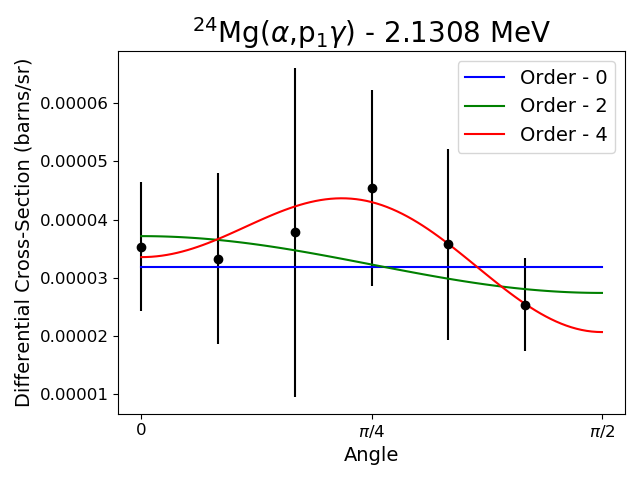 ²⁴Mg(α,p₁γ) - 2.1308 MeV
Differential Cross-Section (barns/sr)
0.00006
0.00005
0.00004
0.00003
0.00002
0.00001
Order - 0
Order - 2
Order - 4
0
π/4
π/2
Angle